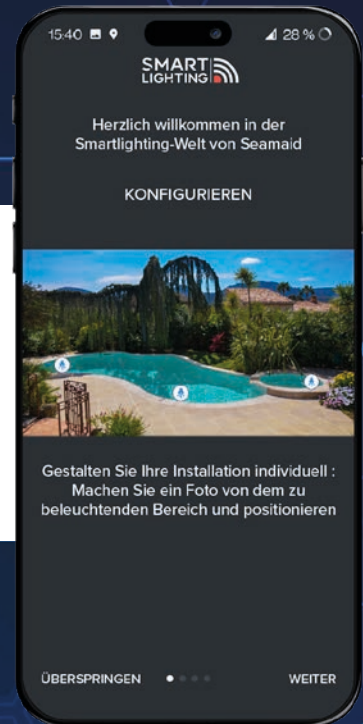 15:40 28 %
SMART
LIGHTING
Herzlich willkommen in der
Smartlighting-Welt von Seamaid
KONFIGURIEREN
Gestalten Sie Ihre Installation individuell :
Machen Sie ein Foto von dem zu
beleuchtenden Bereich und positionieren
ÜBERSPRINGEN WEITER